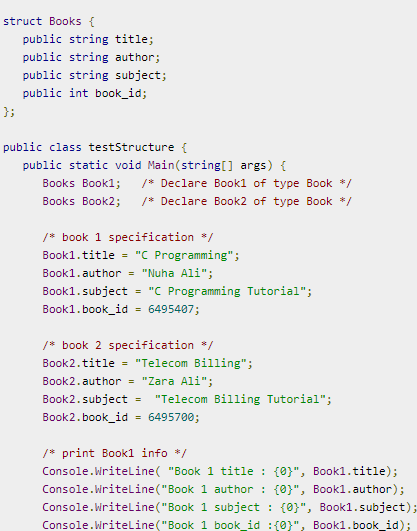 struct Books {
   public string title;
   public string author;
   public string subject;
   public int book_id;
};

public class testStructure {
   public static void Main(string[] args) {
      Books Book1;   /* Declare Book1 of type Book */
      Books Book2;   /* Declare Book2 of type Book */

      /* book 1 specification */
      Book1.title = "C Programming";
      Book1.author = "Nuha Ali";
      Book1.subject = "C Programming Tutorial";
      Book1.book_id = 6495407;

      /* book 2 specification */
      Book2.title = "Telecom Billing";
      Book2.author = "Zara Ali";
      Book2.subject =  "Telecom Billing Tutorial";
      Book2.book_id = 6495700;

      /* print Book1 info */
      Console.WriteLine( "Book 1 title : {0}", Book1.title);
      Console.WriteLine("Book 1 author : {0}", Book1.author);
      Console.WriteLine("Book 1 subject : {0}", Book1.subject);
      Console.WriteLine("Book 1 book_id :{0}", Book1.book_id);